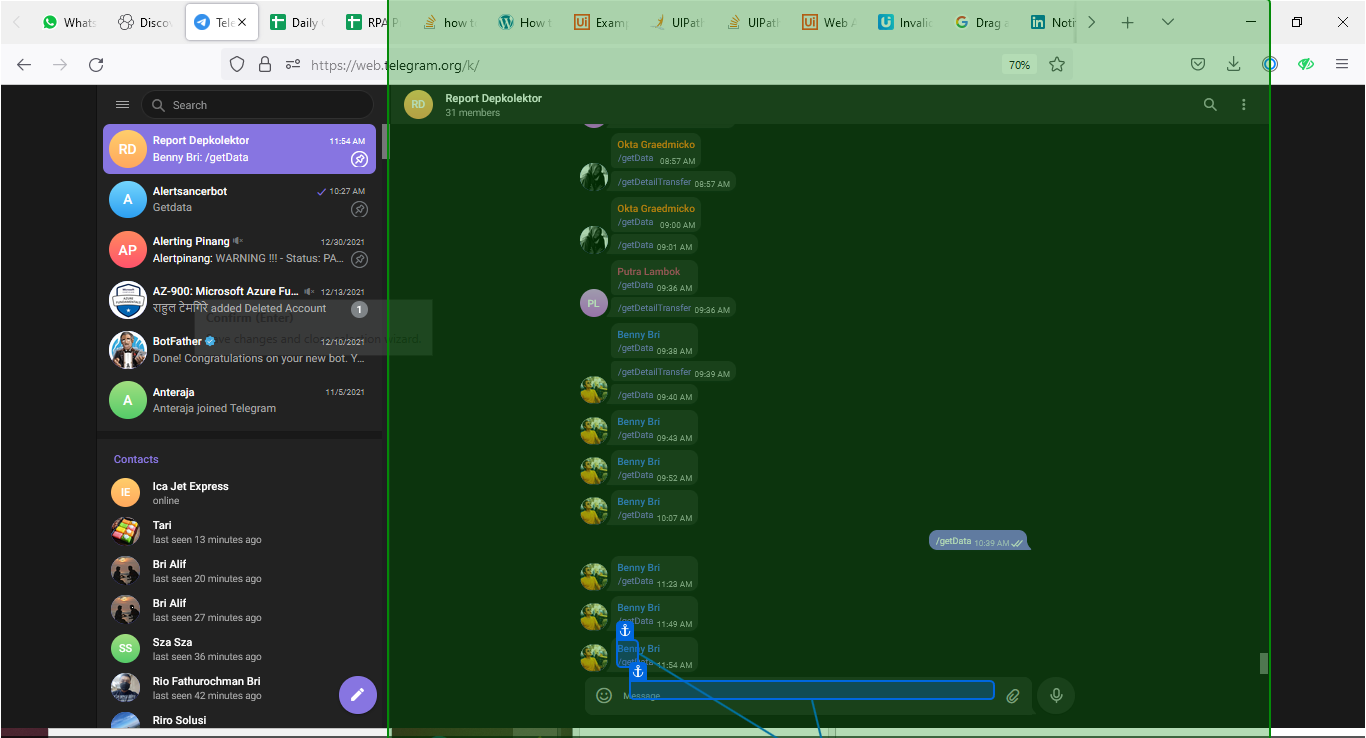 Whats
Discov
Tele
Daily
RPA P
how to
How t
Examp
UIPath
UIPath
Web A
Invalid
Drag a
Noti
https://web.telegram.org/k/
70%
Search
RD
Report Depkolektor
11:54 AM
Benny Bri: /getData
A
Alertsancerbot
10:27 AM
Getdata
AP
Alerting Pinang
12/30/2021
Alertpinang: WARNING !!! - Status: PA...
AZ-900: Microsoft Azure Fu...
12/13/2021
राहुल टेमगिरे added Deleted Account
1
Confirm (Enter)
BotFather
12/10/2021
Done! Congratulations on your new bot. Y...
A
Anteraja
11/5/2021
Anteraja joined Telegram
Contacts
IE
Ica Jet Express
online
Tari
last seen 13 minutes ago
Bri Alif
last seen 20 minutes ago
Bri Alif
last seen 27 minutes ago
SS
Sza Sza
last seen 36 minutes ago
Rio Fathurochman Bri
last seen 42 minutes ago
Riro Solusi
RD
Report Depkolektor
31 members
Okta Graedmicko
/getData 08:57 AM
/getDetailTransfer 08:57 AM
Okta Graedmicko
/getData 09:00 AM
/getData 09:01 AM
PL
Putra Lambok
/getData 09:36 AM
/getDetailTransfer 09:36 AM
Benny Bri
/getData 09:38 AM
/getDetailTransfer 09:39 AM
/getData 09:40 AM
Benny Bri
/getData 09:43 AM
Benny Bri
/getData 09:52 AM
Benny Bri
/getData 10:07 AM
/getData 10:39 AM
Benny Bri
/getData 11:23 AM
Benny Bri
/getData 11:49 AM
Benny Bri
/getData 11:54 AM
Message